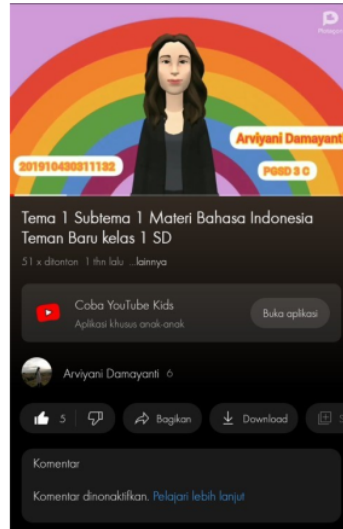 Plotagon
Arviyani Damayanti
201910430311132
PGSD 3 C
Tema 1 Subtema 1 Materi Bahasa Indonesia
Teman Baru kelas 1 SD
51 x ditonton 1 thn lalu ...lainnya
Coba YouTube Kids
Aplikasi khusus anak-anak
Buka aplikasi
Arviyani Damayanti 6
5 Bagikan Download
Komentar
Komentar dinonaktifkan. Pelajari lebih lanjut